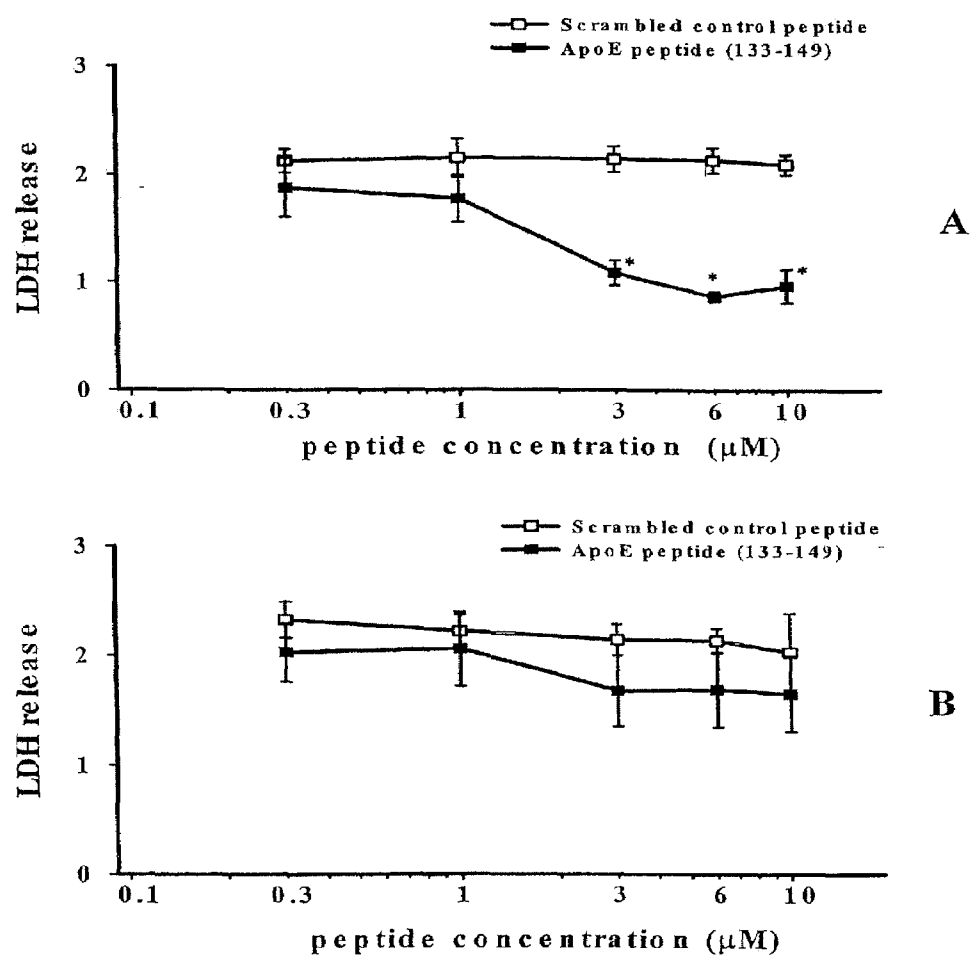 Scrambled control peptide
ApoE peptide (133-149)
3
2
1
0
LDH release
A
*
*
*
0.1 0.3 1 3 6 10
peptide concentration (μM)
Scrambled control peptide
ApoE peptide (133-149)
3
2
1
0
LDH release
B
0.1 0.3 1 3 6 10
peptide concentration (μM)